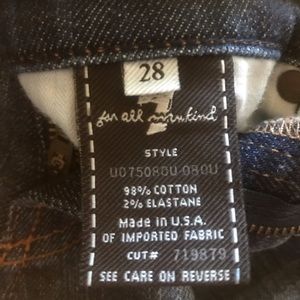 28
7
for all mankind
STYLE
U075080U-080U
98% COTTON
2% ELASTANE
Made in U.S.A.
OF IMPORTED FABRIC
CUT# 719879
SEE CARE ON REVERSE